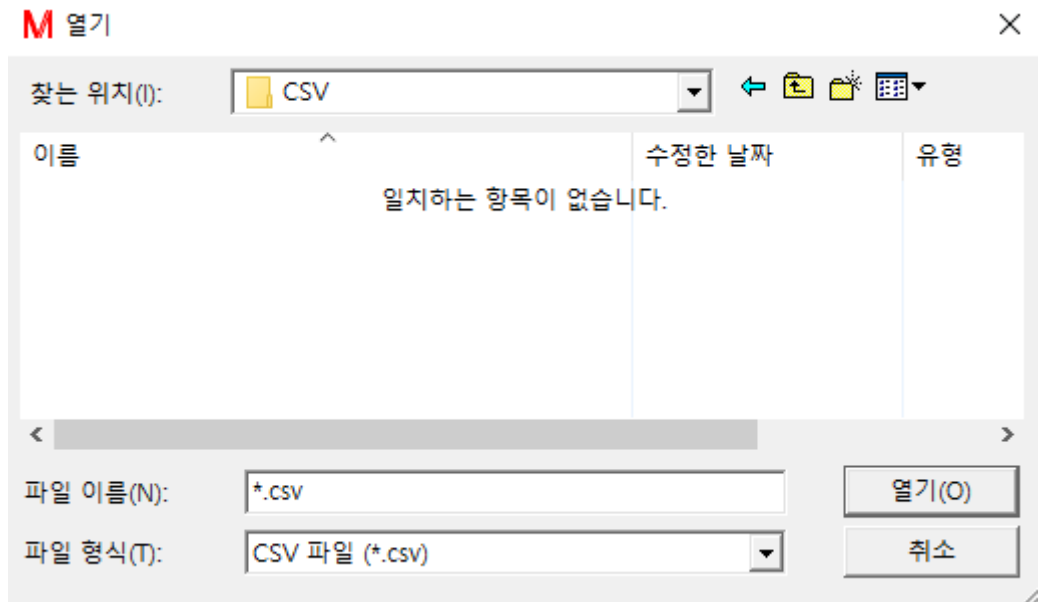 M 열기
찾는 위치(I): CSV
이름 수정한 날짜 유형
일치하는 항목이 없습니다.
파일 이름(N): *.csv 열기(O)
파일 형식(T): CSV 파일 (*.csv) 취소